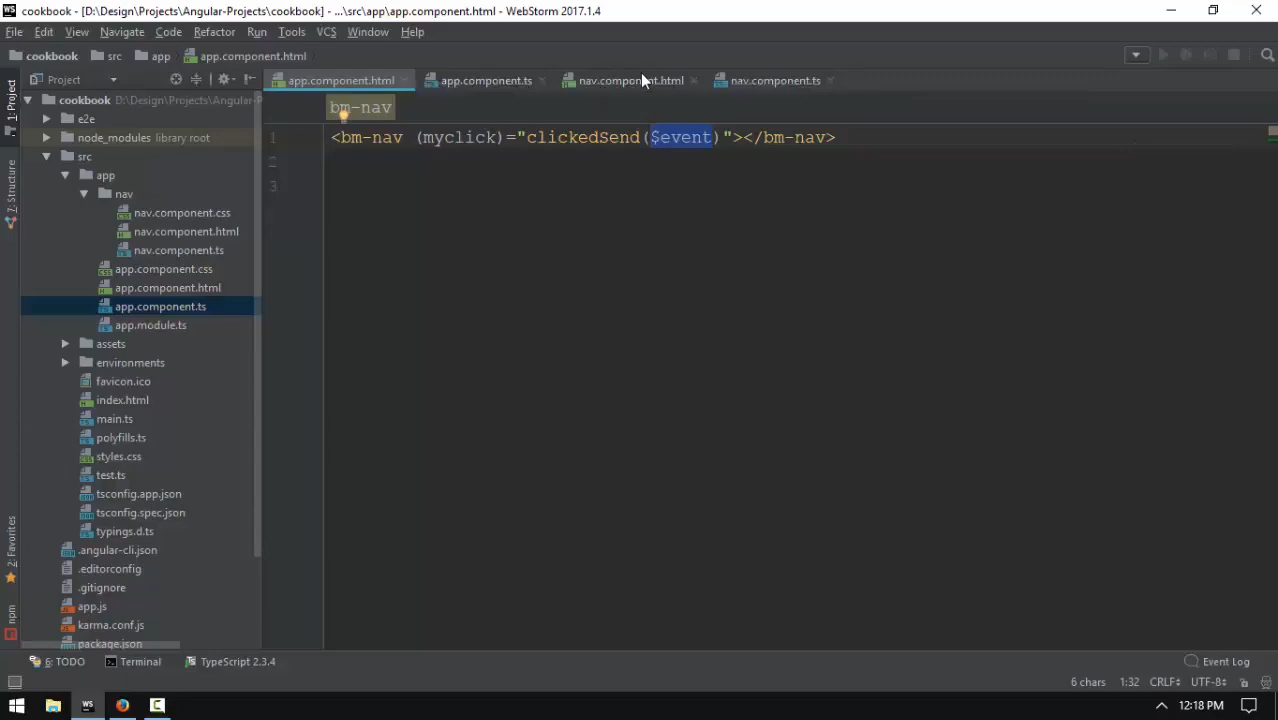 cookbook - [D:\Design\Projects\Angular-Projects\cookbook] - ...\src\app\app.component.html - WebStorm 2017.1.4
File Edit View Navigate Code Refactor Run Tools VCS Window Help
cookbook src app app.component.html
1: Project
7: Structure
2: Favorites
npm
Project
cookbook D:\Design\Projects\Angular-P
e2e
node_modules library root
src
app
nav
nav.component.css
nav.component.html
nav.component.ts
app.component.css
app.component.html
app.component.ts
app.module.ts
assets
environments
favicon.ico
index.html
main.ts
polyfills.ts
styles.css
test.ts
tsconfig.app.json
tsconfig.spec.json
typings.d.ts
.angular-cli.json
.editorconfig
.gitignore
app.js
karma.conf.js
package.json
app.component.html app.component.ts nav.component.html nav.component.ts
bm-nav
1 <bm-nav (myclick)="clickedSend($event)"></bm-nav>
2
3
6: TODO Terminal TypeScript 2.3.4 Event Log
6 chars 1:32 CRLF UTF-8
WS 12:18 PM